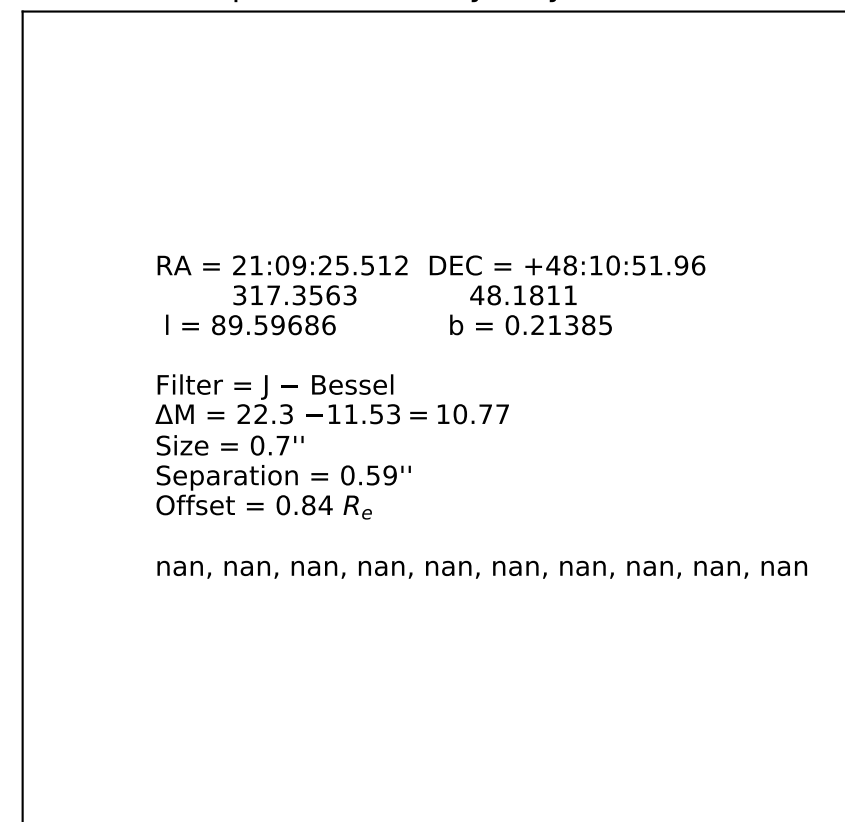 RA = 21:09:25.512  DEC = +48:10:51.96
317.3563  48.1811
l = 89.59686  b = 0.21385
Filter = J − Bessel
ΔM = 22.3 −11.53 = 10.77
Size = 0.7''
Separation = 0.59''
Offset = 0.84 Rₑ
nan, nan, nan, nan, nan, nan, nan, nan, nan, nan